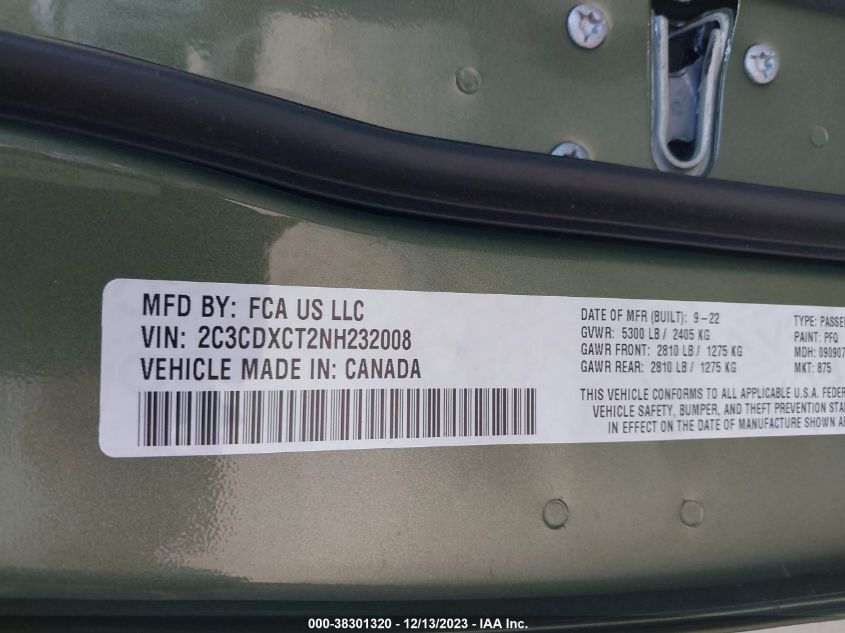 MFD BY: FCA US LLC
VIN: 2C3CDXCT2NH232008
VEHICLE MADE IN: CANADA
DATE OF MFR (BUILT): 9-22
GVWR: 5300 LB / 2405 KG
GAWR FRONT: 2810 LB / 1275 KG
GAWR REAR: 2810 LB / 1275 KG
TYPE: PASSE
PAINT: PFQ
MDH: 090907
MKT: 875
THIS VEHICLE CONFORMS TO ALL APPLICABLE U.S.A. FEDER
VEHICLE SAFETY, BUMPER, AND THEFT PREVENTION STA
IN EFFECT ON THE DATE OF MANUFACTURE SHOWN A
000-38301320 - 12/13/2023 - IAA Inc.